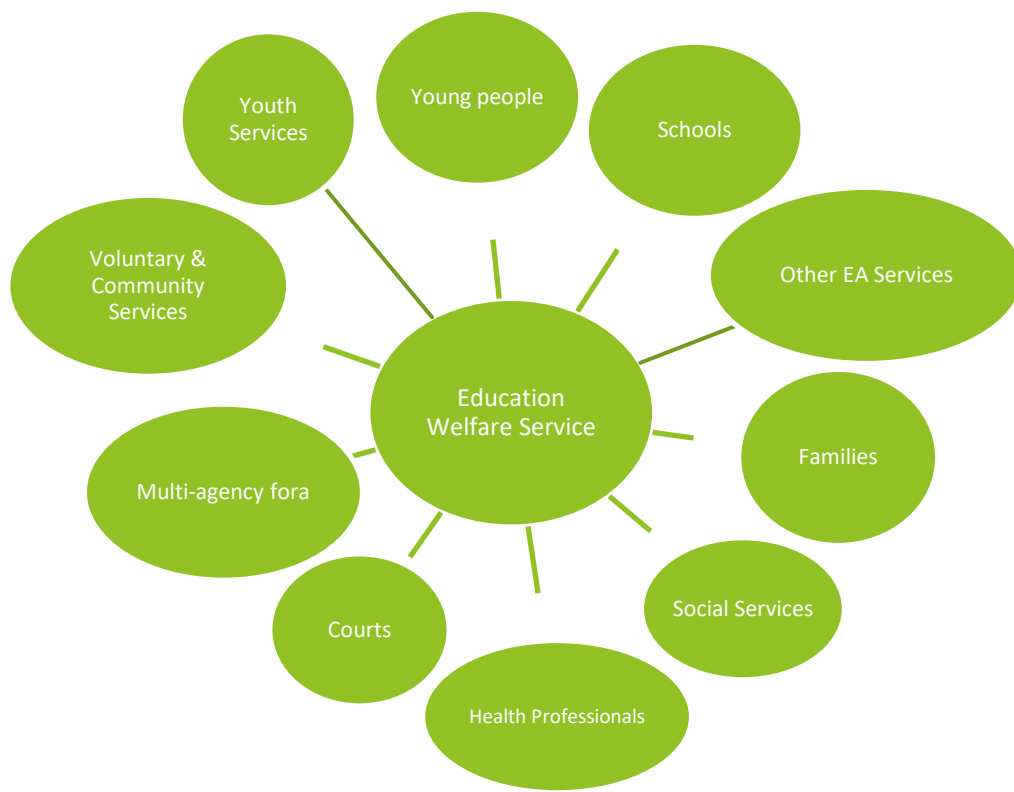 Youth
Services
Young people
Schools
Voluntary &
Community
Services
Other EA Services
Education
Welfare Service
Families
Multi-agency fora
Social Services
Courts
Health Professionals